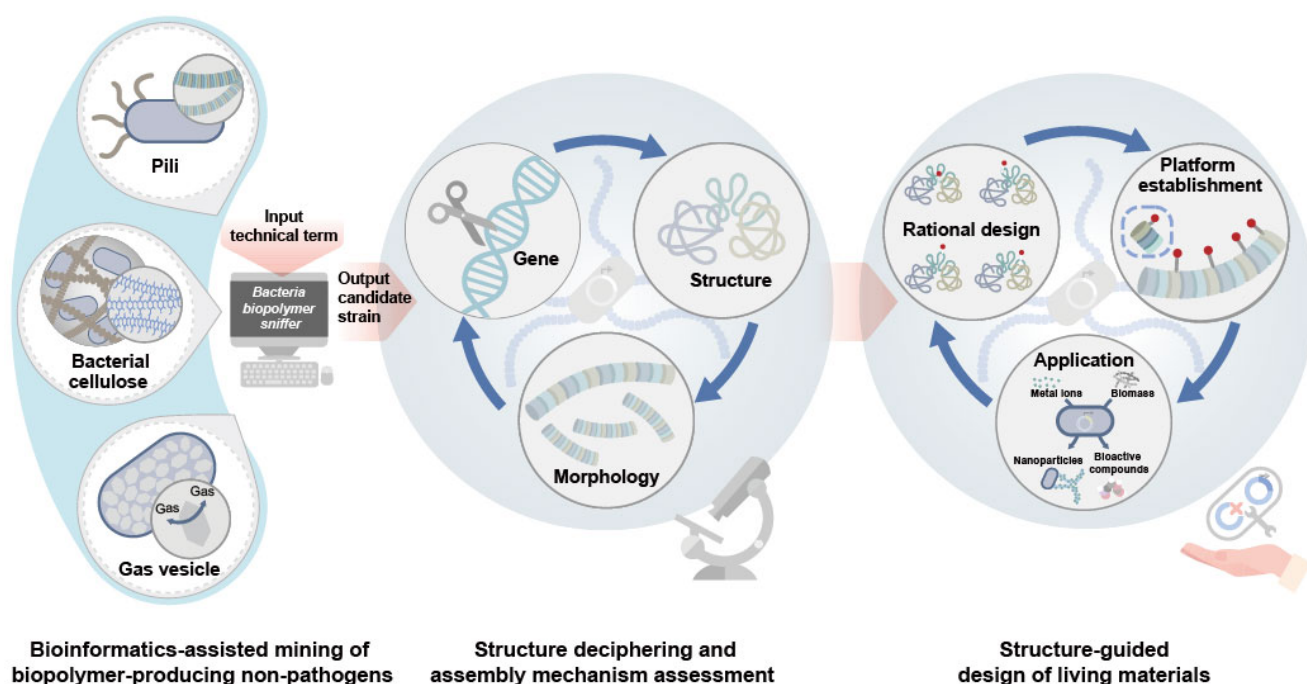 Pili
Bacterial
cellulose
Gas
Gas
Gas vesicle
Input
technical term
Bacteria
biopolymer
sniffer
Output
candidate
strain
Gene
Structure
Morphology
Rational design
Platform
establishment
Application
Metal ions
Biomass
Nanoparticles
Bioactive
compounds
Bioinformatics-assisted mining of
biopolymer-producing non-pathogens
Structure deciphering and
assembly mechanism assessment
Structure-guided
design of living materials